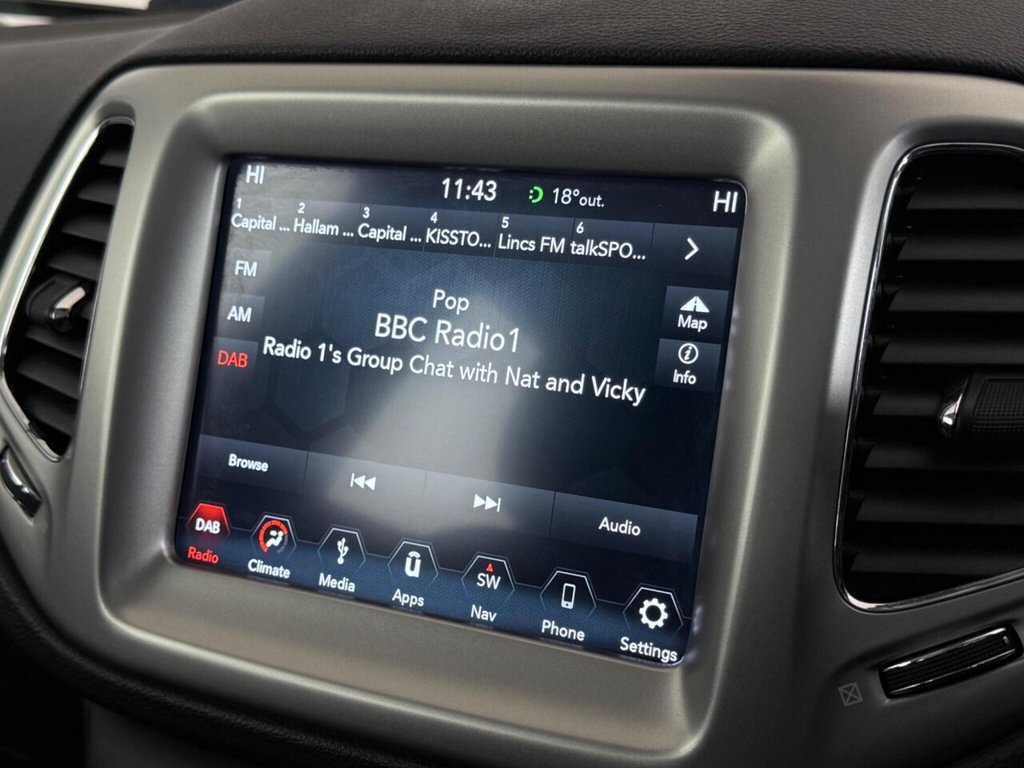 HI 11:43 18°out. HI
1 2 3 4 5 6
Capital ... Hallam ... Capital ... KISSTO... Lincs FM talkSPO...
FM
AM
DAB
Pop
BBC Radio1
Radio 1's Group Chat with Nat and Vicky
Map
Info
Browse
Audio
DAB
Radio
Climate
Media
ū
Apps
SW
Nav
Phone
Settings